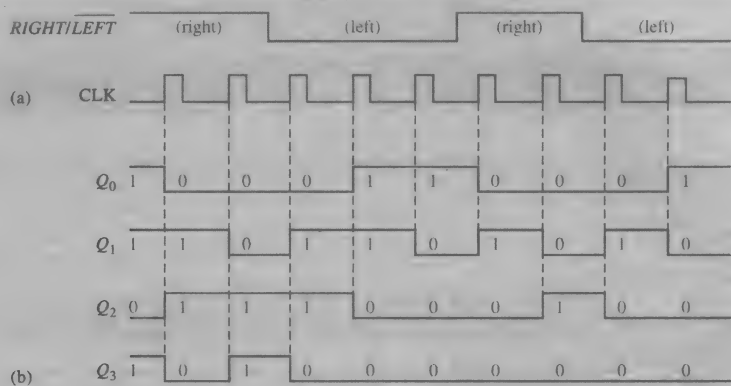 RIGHT/LEFT (right) (left) (right) (left)
(a) CLK
Q0 1 0 0 0 1 1 0 0 0 1
Q1 1 1 0 1 1 0 1 0 1 0
Q2 0 1 1 1 0 0 0 1 0 0
(b) Q3 1 0 1 0 0 0 0 0 0 0